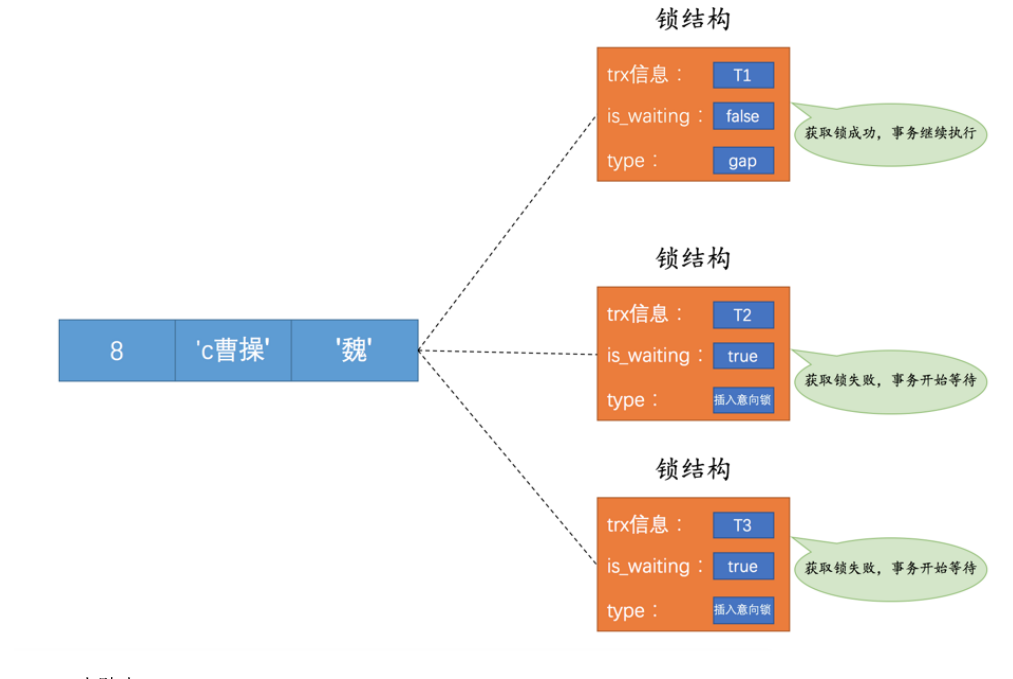 锁结构
trx信息： T1
is_waiting： false
type： gap
获取锁成功，事务继续执行
锁结构
trx信息： T2
is_waiting： true
type： 插入意向锁
获取锁失败，事务开始等待
8 'c曹操' '魏'
锁结构
trx信息： T3
is_waiting： true
type： 插入意向锁
获取锁失败，事务开始等待